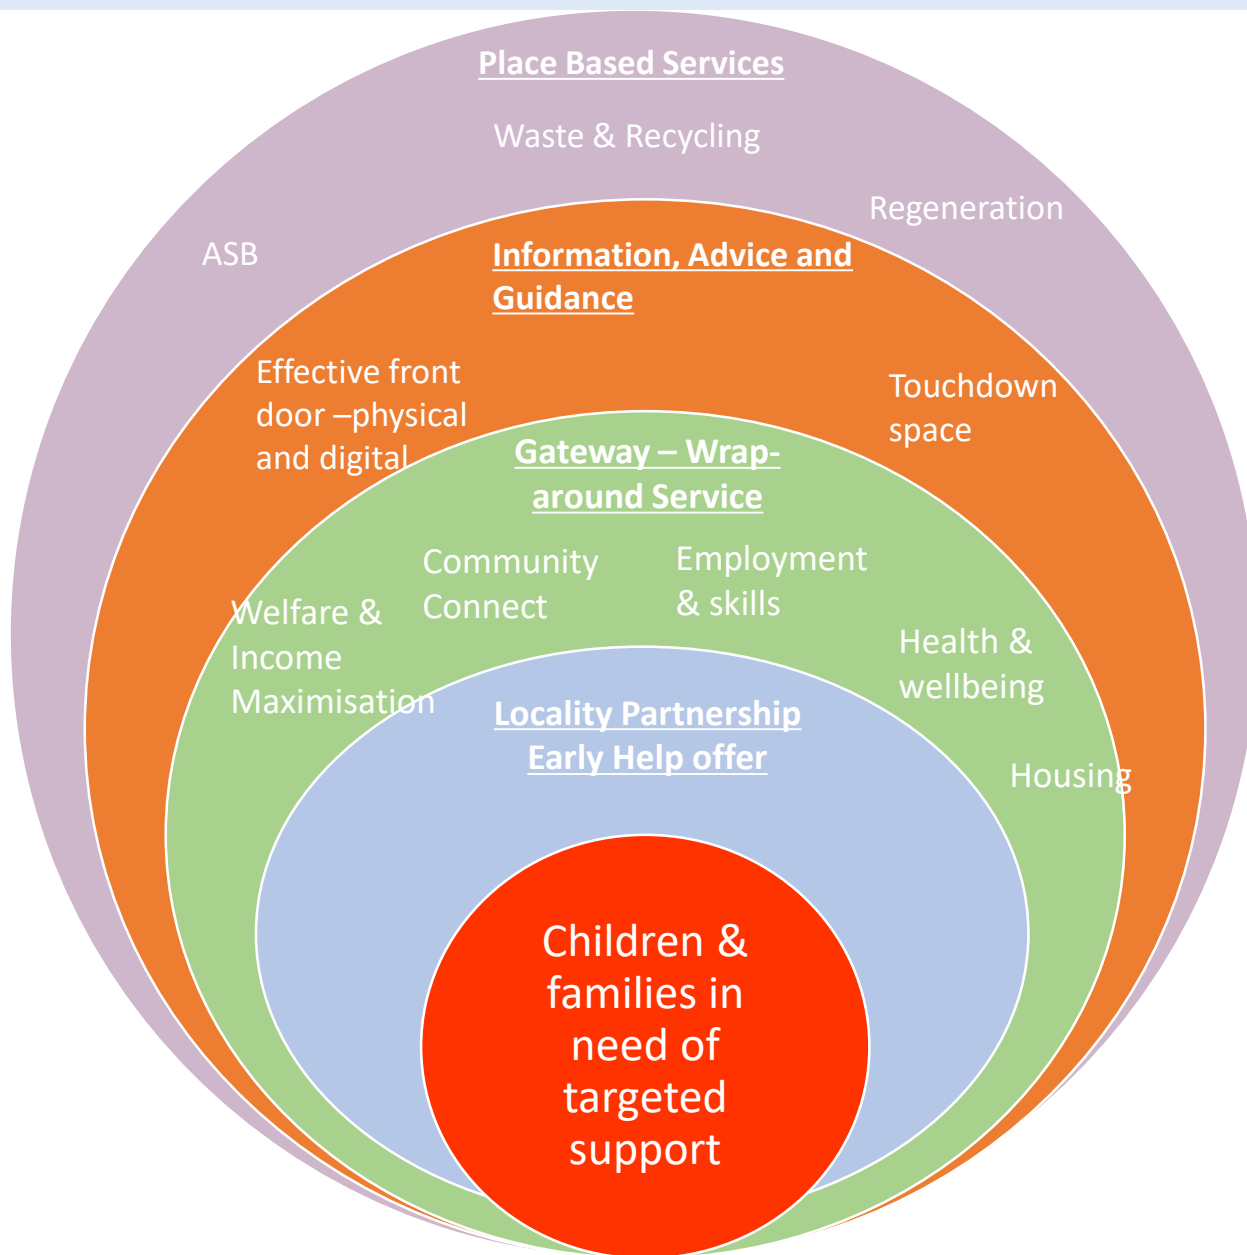 Place Based Services
Waste & Recycling
Regeneration
ASB
Information, Advice and
Guidance
Effective front
door –physical
and digital
Touchdown
space
Gateway – Wrap-
around Service
Community
Connect
Employment
& skills
Welfare &
Income
Maximisation
Health &
wellbeing
Housing
Locality Partnership
Early Help offer
Children &
families in
need of
targeted
support